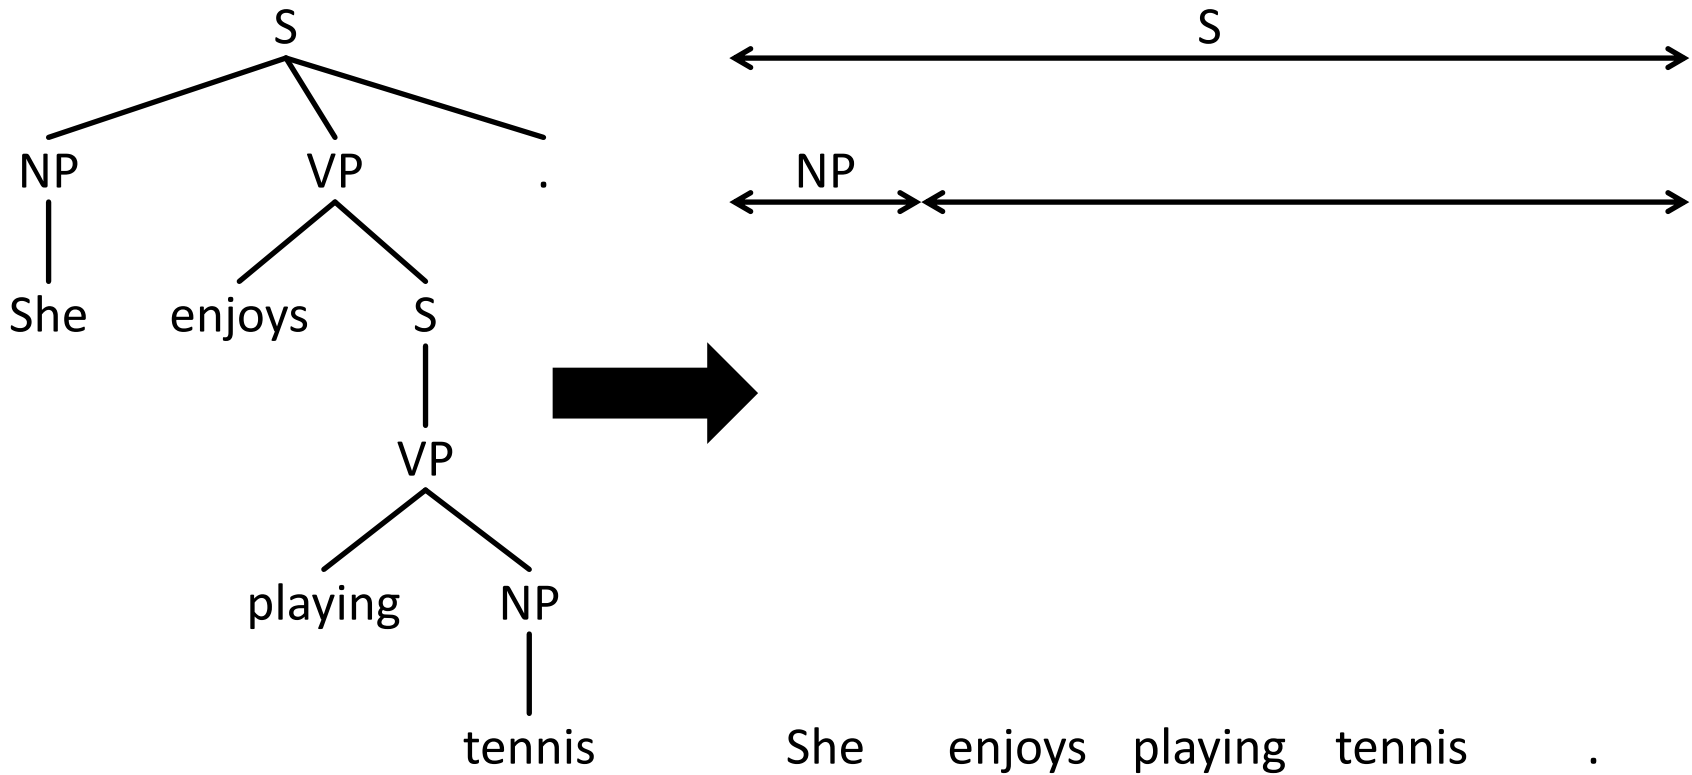 S
NP VP .
She enjoys S
VP
playing NP
tennis
S
NP
She enjoys playing tennis .